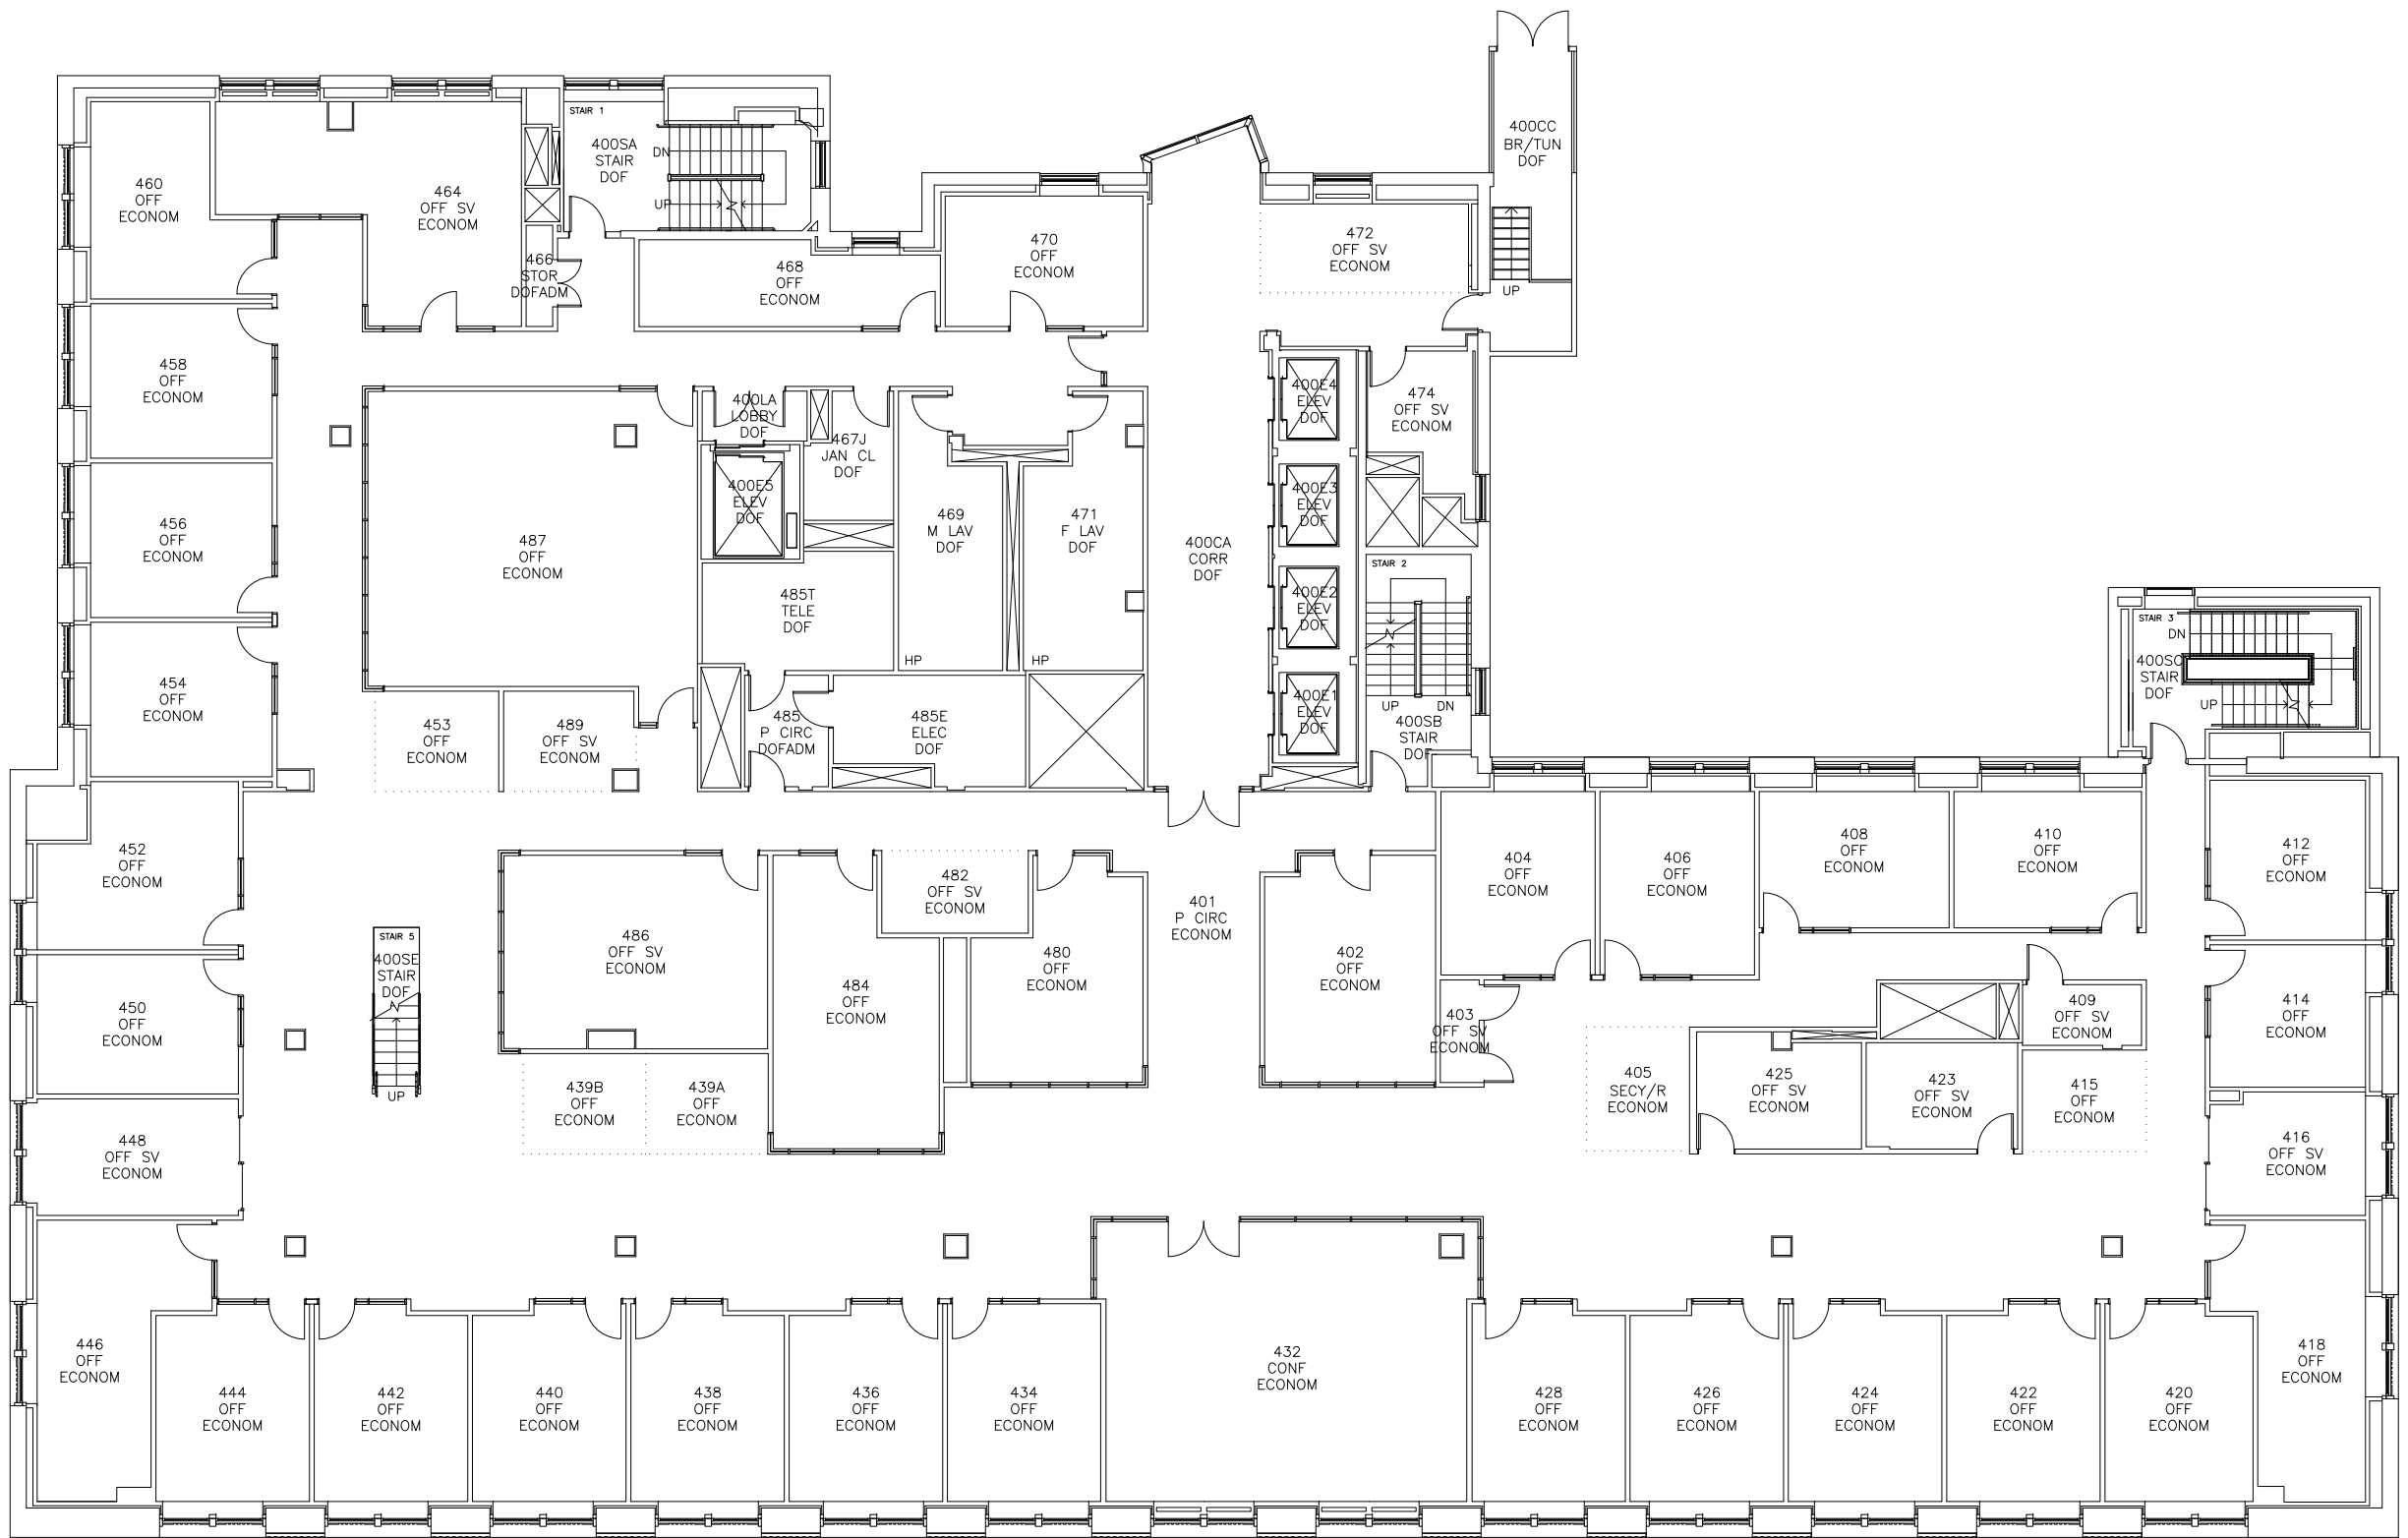 400CC
BR/TUN
DOF
STAIR 1
400SA
STAIR
DOF
DN
UP
460
OFF
ECONOM
464
OFF SV
ECONOM
466
STOR
DOFADM
468
OFF
ECONOM
470
OFF
ECONOM
472
OFF SV
ECONOM
UP
458
OFF
ECONOM
400LA
LOBBY
DOF
467J
JAN CL
DOF
400E4
ELEV
DOF
474
OFF SV
ECONOM
456
OFF
ECONOM
487
OFF
ECONOM
400E5
ELEV
DOF
469
M LAV
DOF
471
F LAV
DOF
400CA
CORR
DOF
400E3
ELEV
DOF
STAIR 2
485T
TELE
DOF
400E2
ELEV
DOF
HP
HP
STAIR 3
DN
400SC
STAIR
DOF
UP
454
OFF
ECONOM
453
OFF
ECONOM
489
OFF SV
ECONOM
485
P CIRC
DOFADM
485E
ELEC
DOF
400E1
ELEV
DOF
UP
DN
400SB
STAIR
DOF
452
OFF
ECONOM
482
OFF SV
ECONOM
401
P CIRC
ECONOM
404
OFF
ECONOM
406
OFF
ECONOM
408
OFF
ECONOM
410
OFF
ECONOM
412
OFF
ECONOM
STAIR 5
400SE
STAIR
DOF
UP
486
OFF SV
ECONOM
484
OFF
ECONOM
480
OFF
ECONOM
402
OFF
ECONOM
450
OFF
ECONOM
403
OFF SV
ECONOM
409
OFF SV
ECONOM
414
OFF
ECONOM
439B
OFF
ECONOM
439A
OFF
ECONOM
405
SECY/R
ECONOM
425
OFF SV
ECONOM
423
OFF SV
ECONOM
415
OFF
ECONOM
448
OFF SV
ECONOM
416
OFF SV
ECONOM
446
OFF
ECONOM
444
OFF
ECONOM
442
OFF
ECONOM
440
OFF
ECONOM
438
OFF
ECONOM
436
OFF
ECONOM
434
OFF
ECONOM
432
CONF
ECONOM
428
OFF
ECONOM
426
OFF
ECONOM
424
OFF
ECONOM
422
OFF
ECONOM
420
OFF
ECONOM
418
OFF
ECONOM